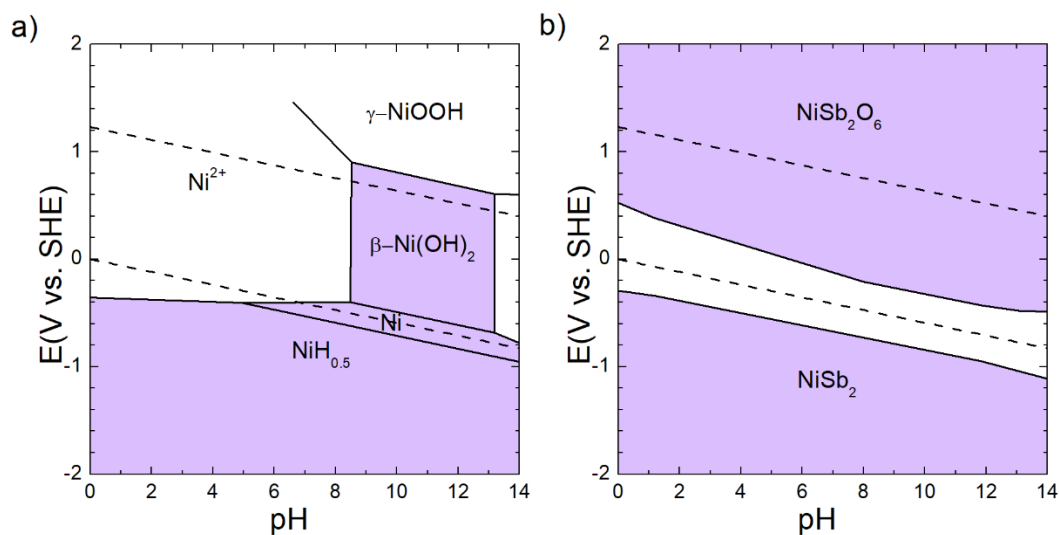 a)
E(V vs. SHE)
2
1
0
-1
-2
γ–NiOOH
Ni²⁺
β–Ni(OH)₂
Ni
NiH₀.₅
0 2 4 6 8 10 12 14
pH
b)
E(V vs. SHE)
2
1
0
-1
-2
NiSb₂O₆
NiSb₂
0 2 4 6 8 10 12 14
pH